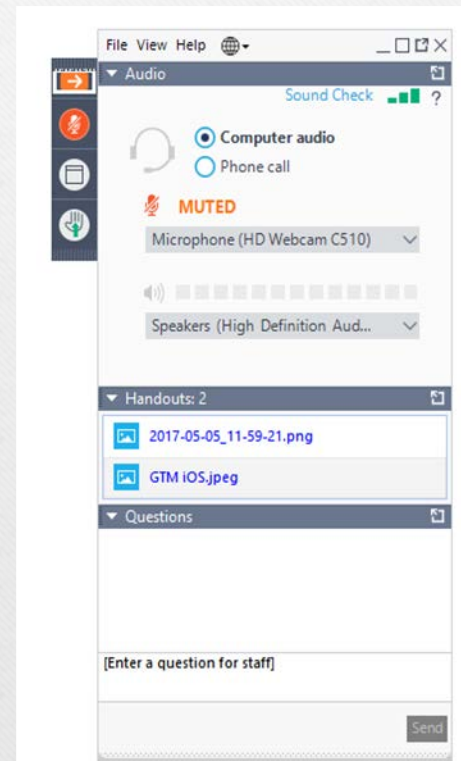 File View Help
Audio
Sound Check ?
Computer audio
Phone call
MUTED
Microphone (HD Webcam C510)
Speakers (High Definition Aud...
Handouts: 2
2017-05-05_11-59-21.png
GTM iOS.jpeg
Questions
[Enter a question for staff]
Send